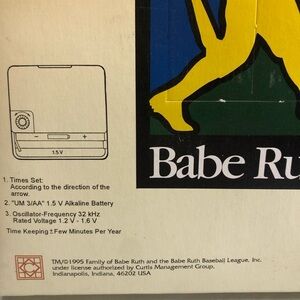 -
+
1.5 V
Babe Ru
1. Times Set:
According to the direction of the
arrow.
2. "UM 3/AA" 1.5 V Alkaline Battery
3. Oscillator-Frequency 32 kHz
Rated Voltage 1.2 V - 1.6 V
Time Keeping ± Few Minutes Per Year
TM/©1995 Family of Babe Ruth and the Babe Ruth Baseball League, Inc.
under license authorized by Curtis Management Group,
Indianapolis, Indiana, 46202 USA